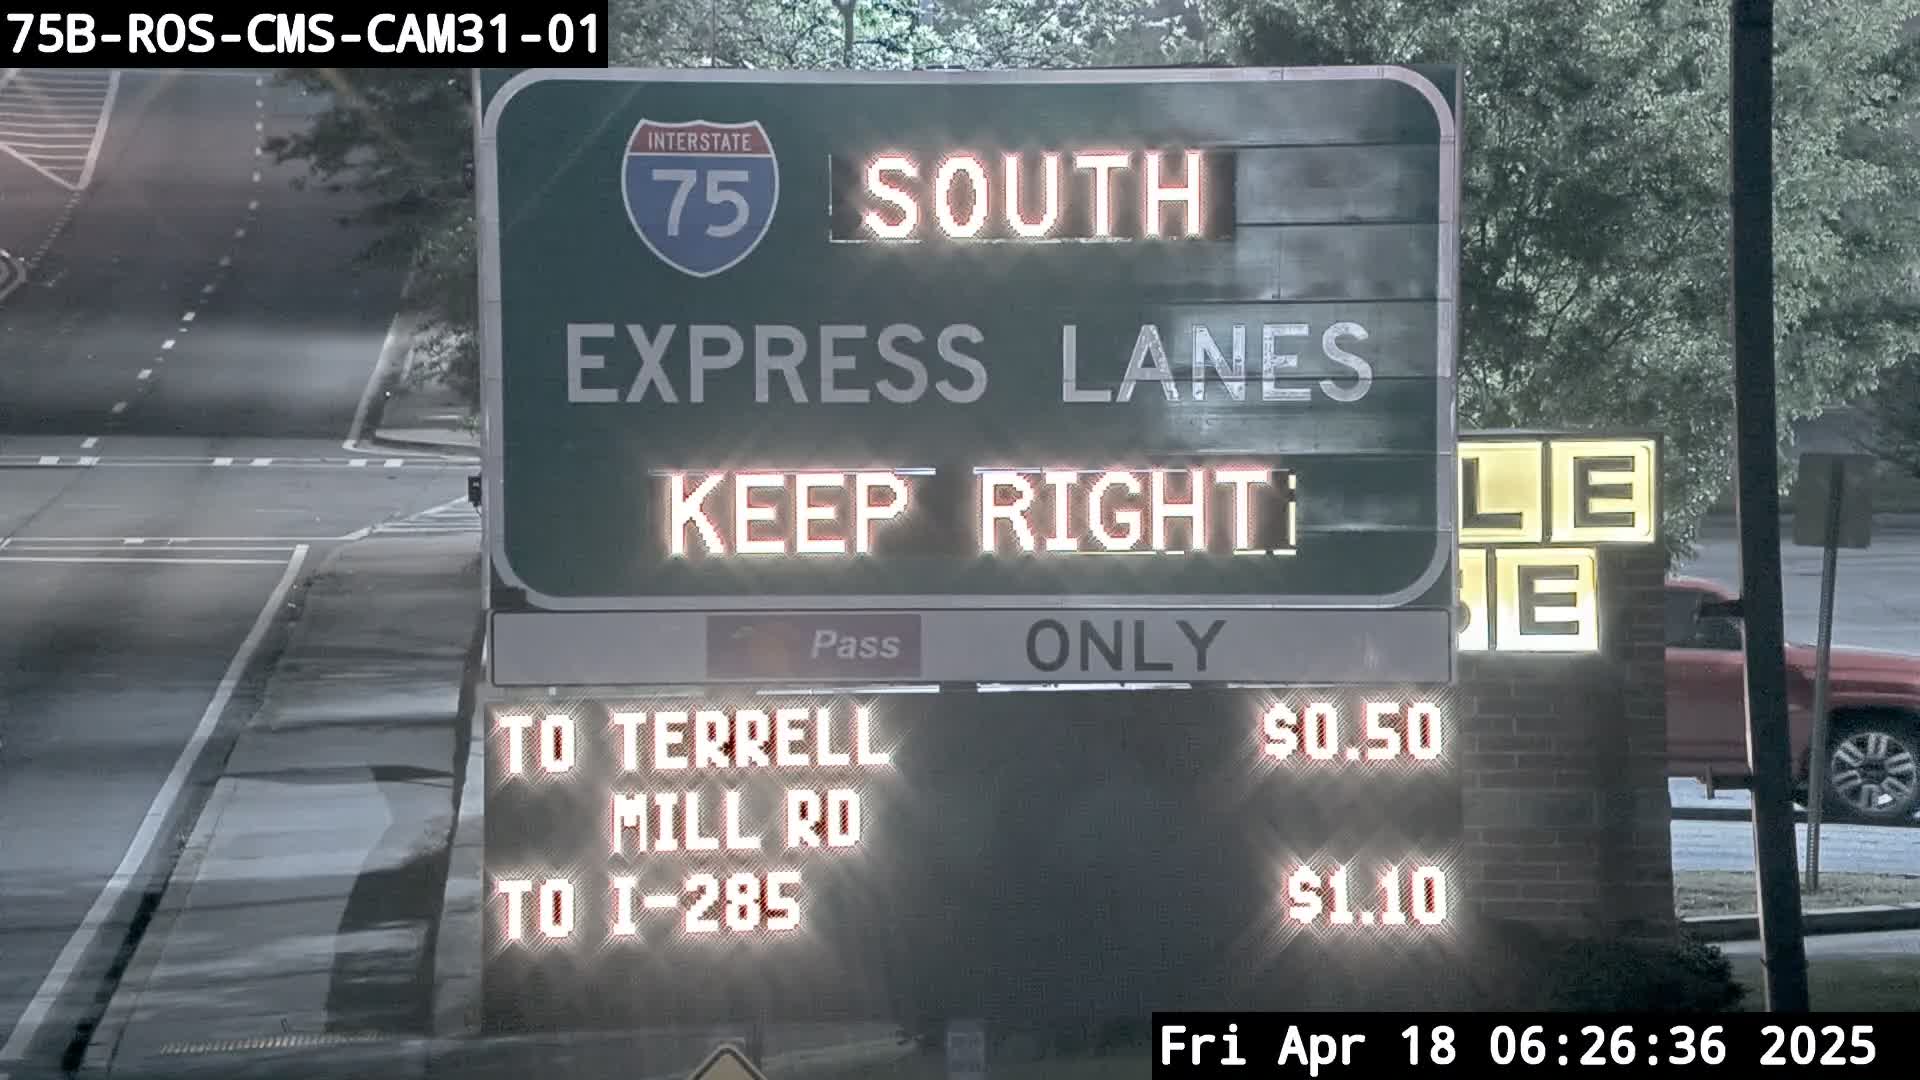 75B-ROS-CMS-CAM31-01
INTERSTATE
75
SOUTH
EXPRESS LANES
KEEP RIGHT
Pass ONLY
TO TERRELL $0.50
MILL RD
TO I-285 $1.10
LE
E
Fri Apr 18 06:26:36 2025